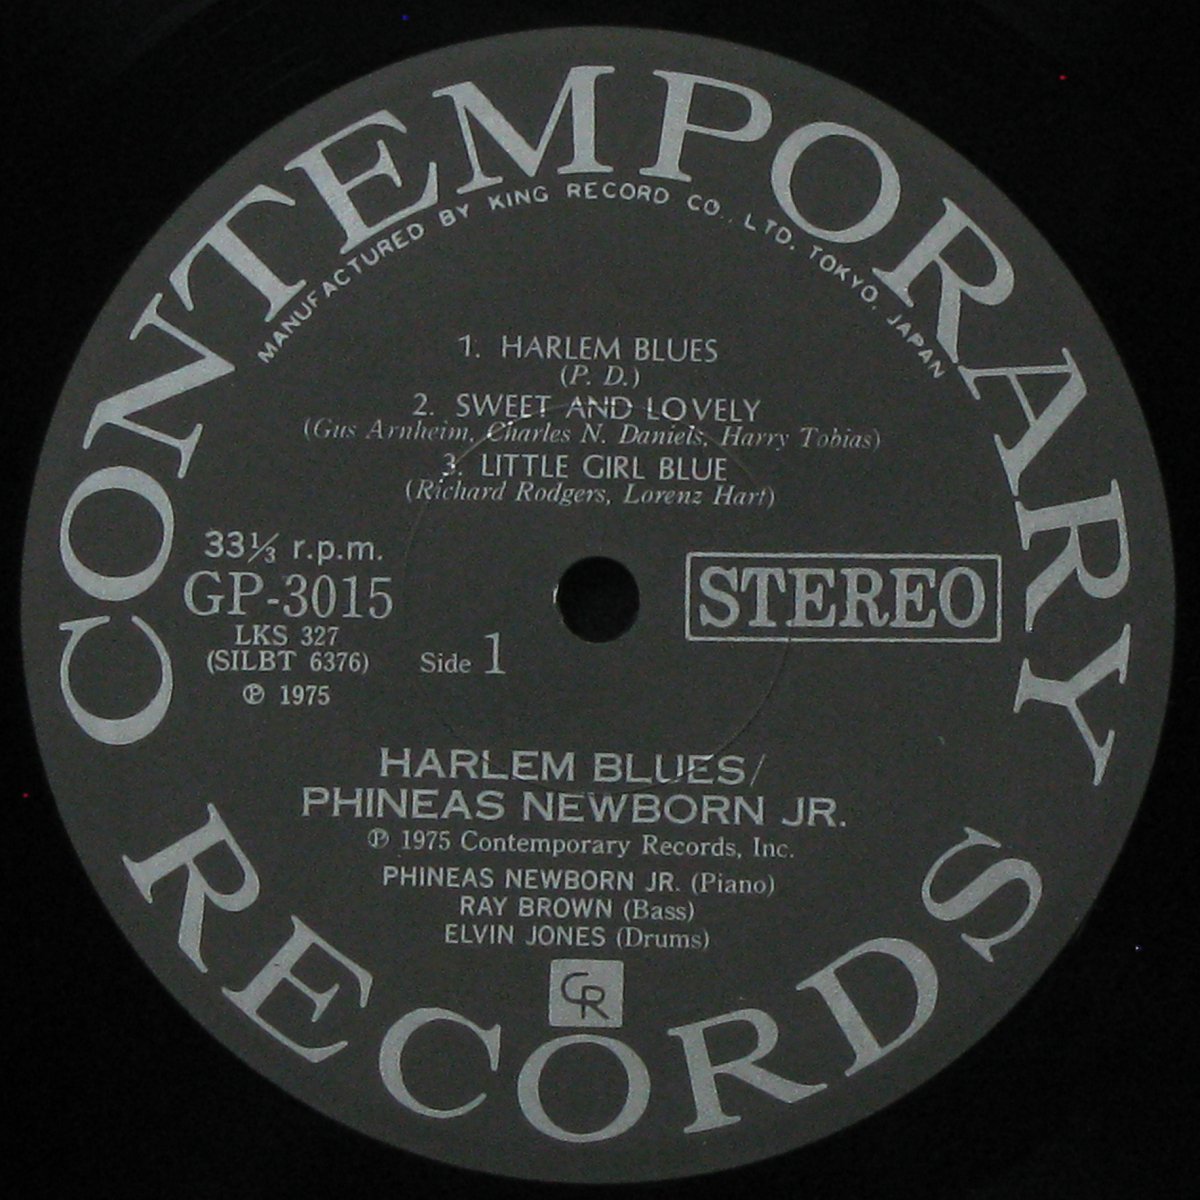 CONTEMPORARY
MANUFACTURED BY KING RECORD CO., LTD. TOKYO, JAPAN
1. HARLEM BLUES
(P. D.)
2. SWEET AND LOVELY
(Gus Arnheim, Charles N. Daniels, Harry Tobias)
3. LITTLE GIRL BLUE
(Richard Rodgers, Lorenz Hart)
33⅓ r.p.m.
GP-3015
LKS 327
(SILBT 6376)
℗ 1975
Side 1
STEREO
HARLEM BLUES/
PHINEAS NEWBORN JR.
℗ 1975 Contemporary Records, Inc.
PHINEAS NEWBORN JR. (Piano)
RAY BROWN (Bass)
ELVIN JONES (Drums)
CR
RECORDS